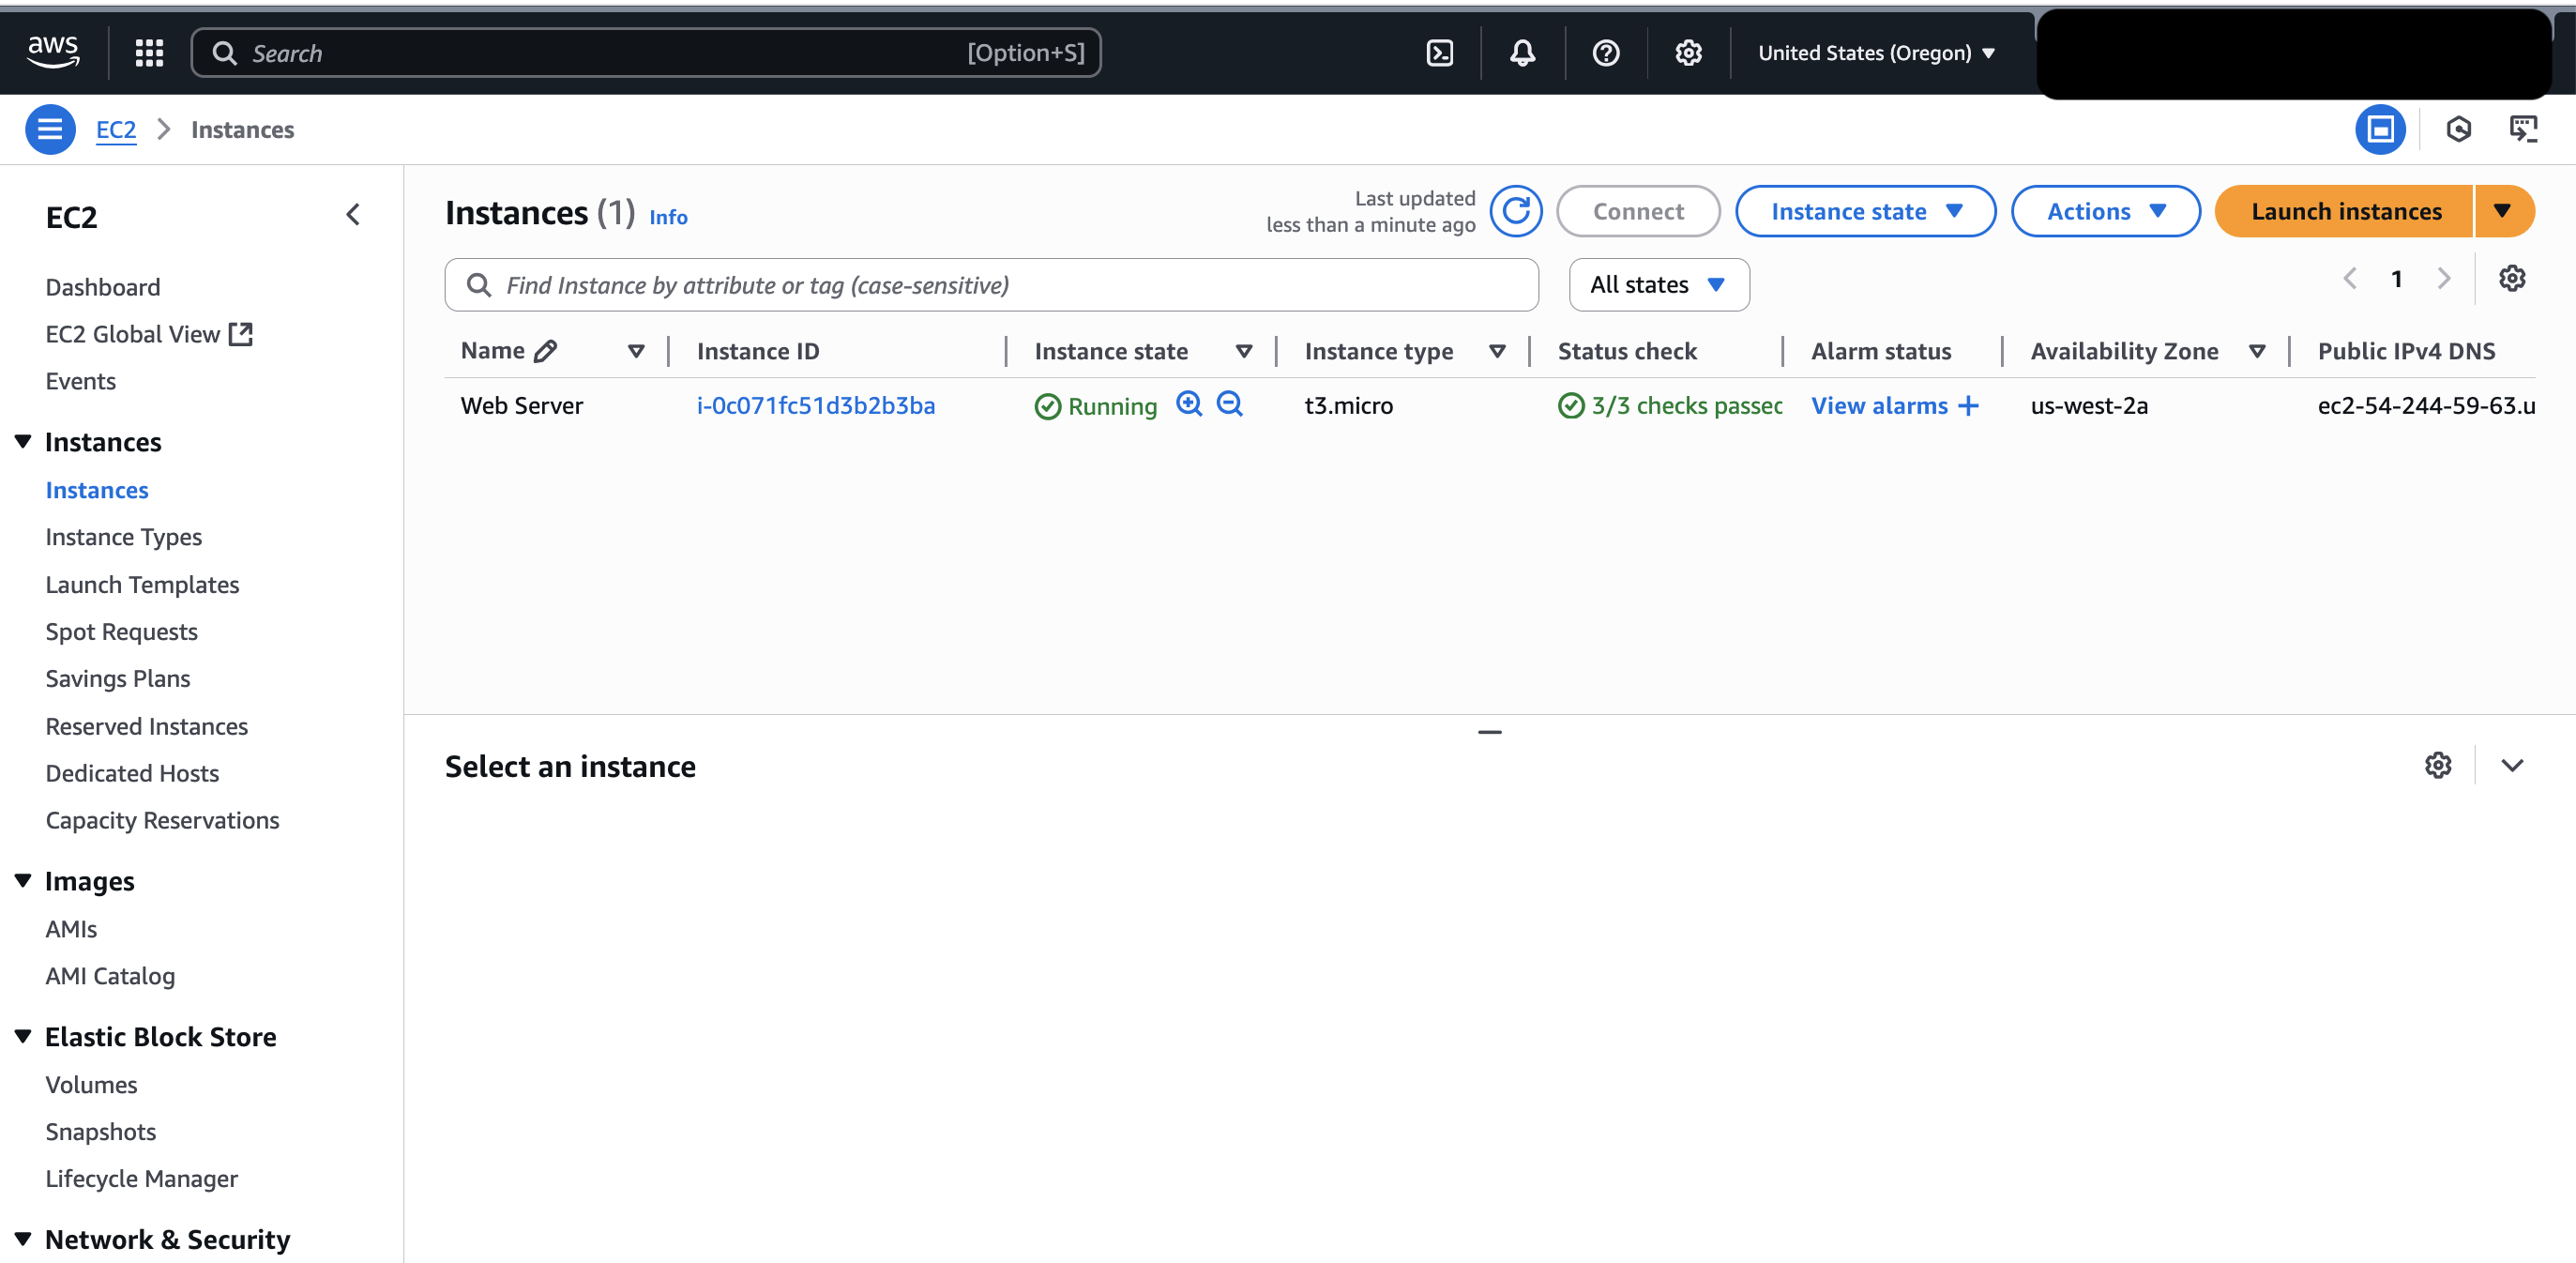 aws
Search [Option+S] United States (Oregon)
EC2 Instances
EC2
Dashboard
EC2 Global View
Events
Instances
Instances
Instance Types
Launch Templates
Spot Requests
Savings Plans
Reserved Instances
Dedicated Hosts
Capacity Reservations
Images
AMIs
AMI Catalog
Elastic Block Store
Volumes
Snapshots
Lifecycle Manager
Network & Security
Instances (1) Info
Last updated
less than a minute ago
Connect Instance state Actions Launch instances
Find Instance by attribute or tag (case-sensitive) All states 1
Name Instance ID Instance state Instance type Status check Alarm status Availability Zone Public IPv4 DNS
Web Server i-0c071fc51d3b2b3ba Running t3.micro 3/3 checks passed View alarms + us-west-2a ec2-54-244-59-63.u
Select an instance